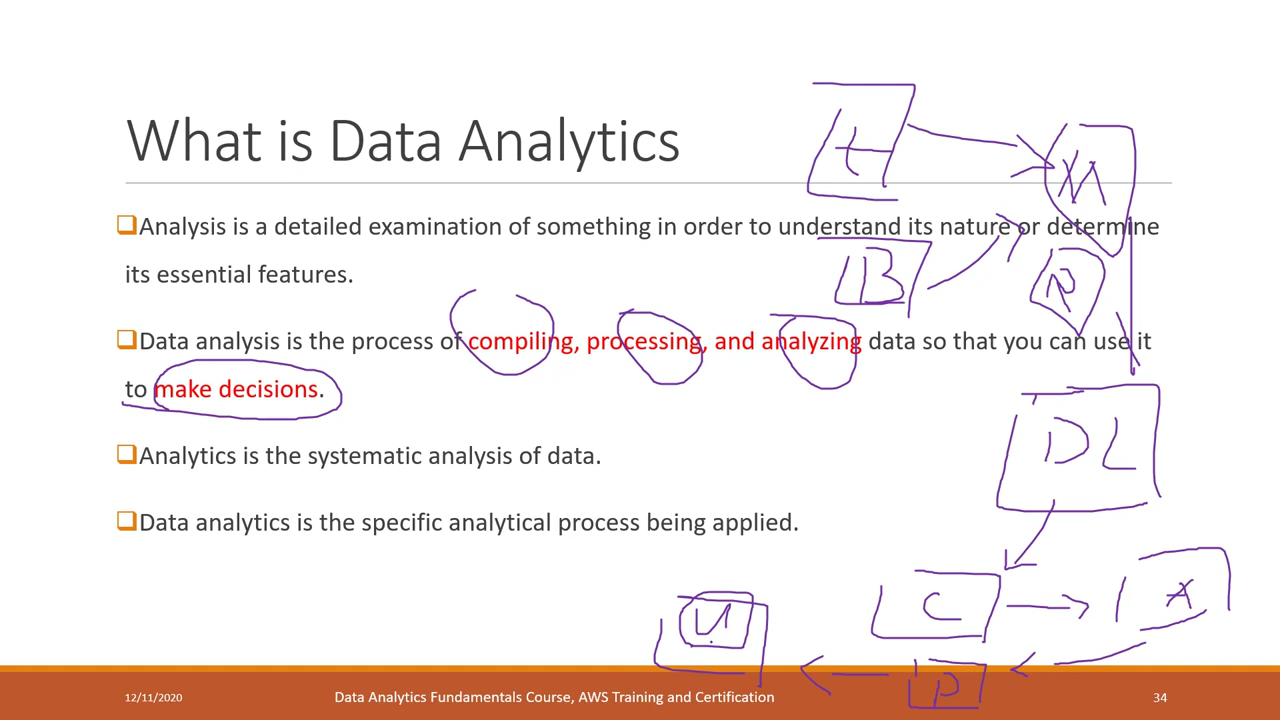 What is Data Analytics
Analysis is a detailed examination of something in order to understand its nature or determine
its essential features.
Data analysis is the process of compiling, processing, and analyzing data so that you can use it
to make decisions.
Analytics is the systematic analysis of data.
Data analytics is the specific analytical process being applied.
t
M
B
R
DL
C
A
U
P
12/11/2020
Data Analytics Fundamentals Course, AWS Training and Certification
34